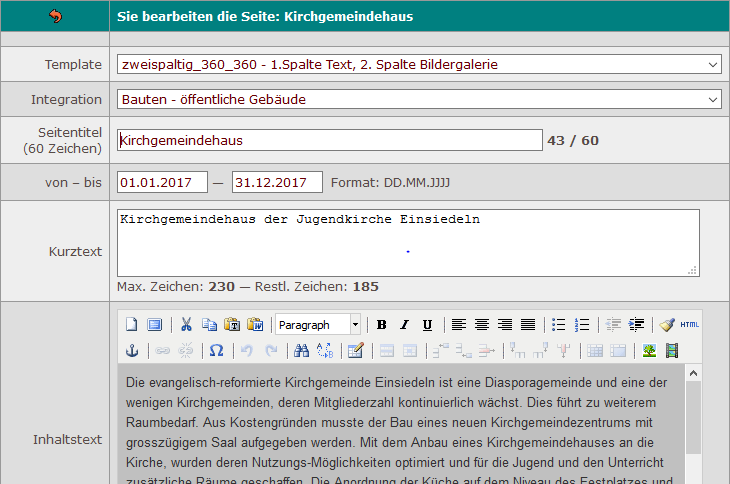 Sie bearbeiten die Seite: Kirchgemeindehaus
Template
zweispaltig_360_360 - 1.Spalte Text, 2. Spalte Bildergalerie
Integration
Bauten - öffentliche Gebäude
Seitentitel
(60 Zeichen)
Kirchgemeindehaus
43 / 60
von – bis
01.01.2017 — 31.12.2017 Format: DD.MM.JJJJ
Kurztext
Kirchgemeindehaus der Jugendkirche Einsiedeln
Max. Zeichen: 230 — Restl. Zeichen: 185
Inhaltstext
Paragraph B I U HTML
Die evangelisch-reformierte Kirchgemeinde Einsiedeln ist eine Diasporagemeinde und eine der
wenigen Kirchgemeinden, deren Mitgliederzahl kontinuierlich wächst. Dies führt zu weiterem
Raumbedarf. Aus Kostengründen musste der Bau eines neuen Kirchgemeindezentrums mit
grosszügigem Saal aufgegeben werden. Mit dem Anbau eines Kirchgemeindehauses an die
Kirche, wurden deren Nutzungs-Möglichkeiten optimiert und für die Jugend und den Unterricht
zusätzliche Räume geschaffen. Die Anordnung der Küche auf dem Niveau des Festplatzes und